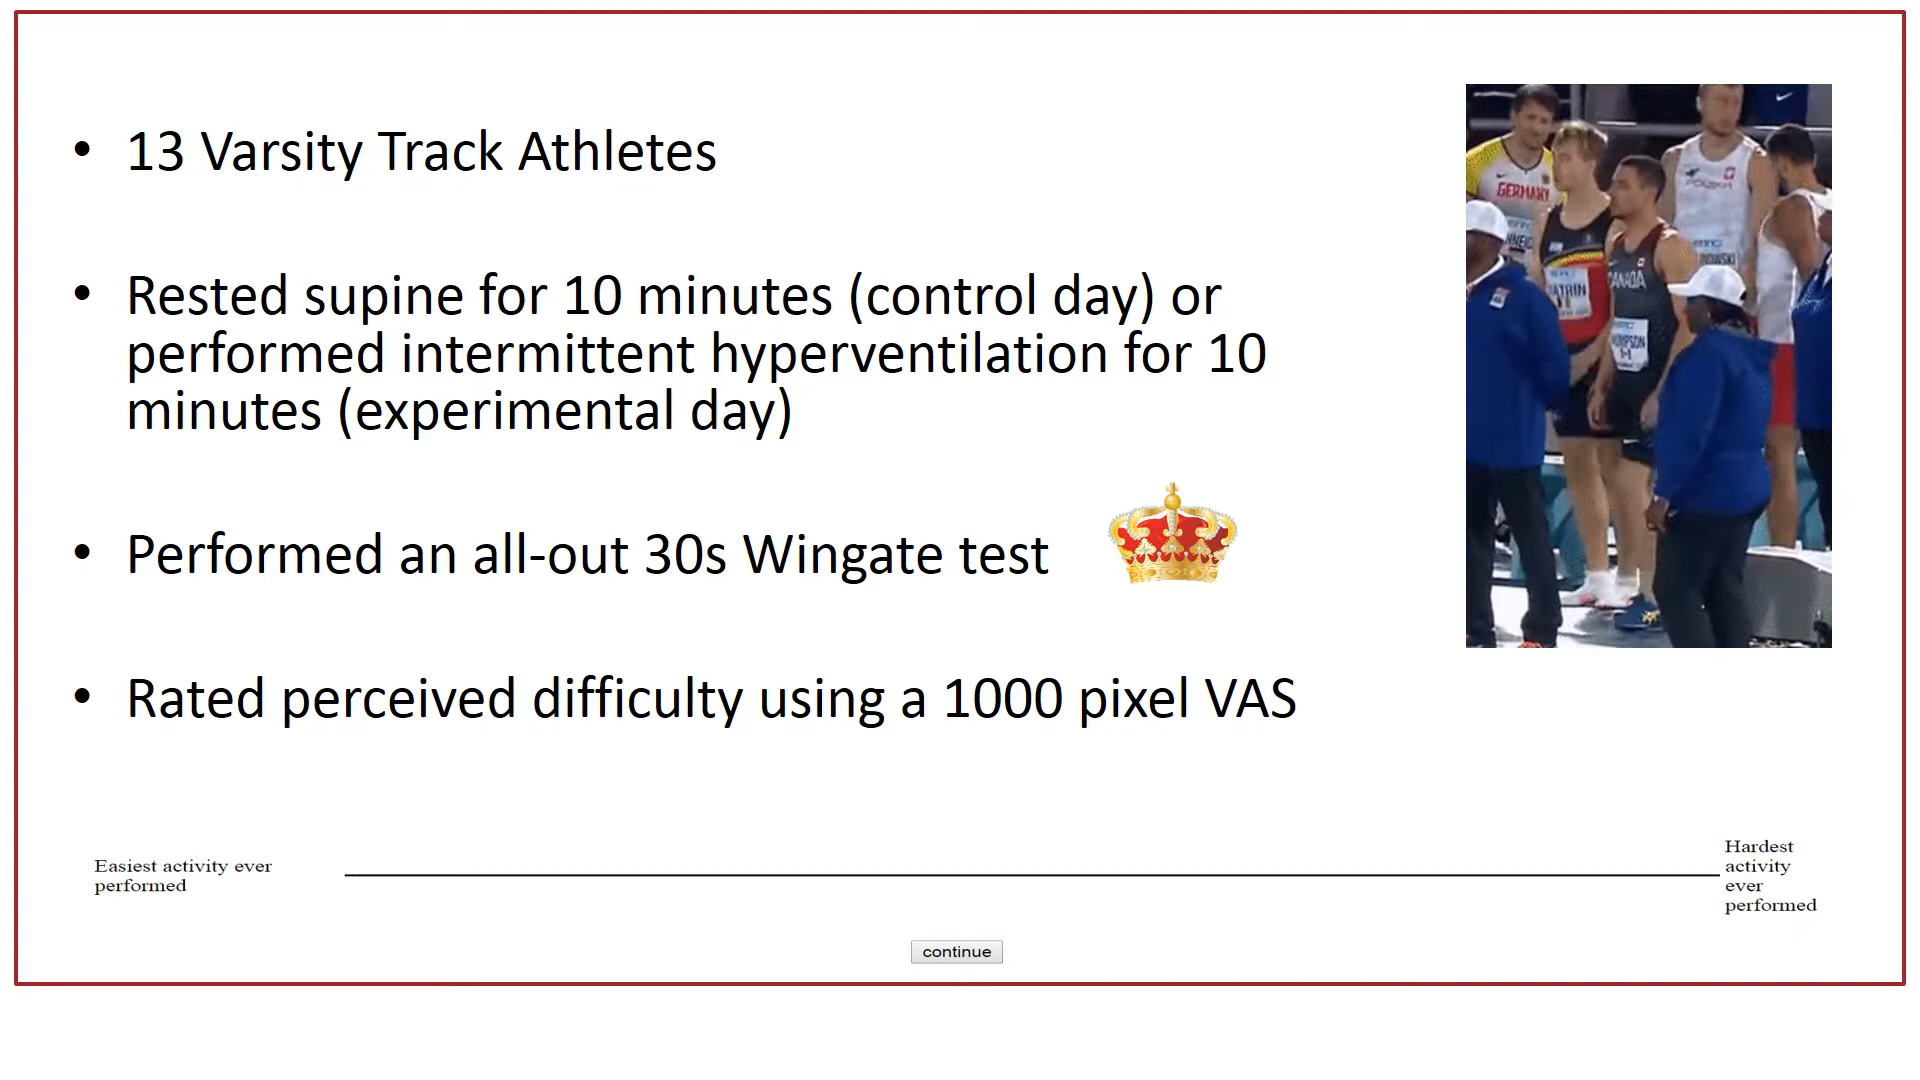 • 13 Varsity Track Athletes
• Rested supine for 10 minutes (control day) or
performed intermittent hyperventilation for 10
minutes (experimental day)
• Performed an all-out 30s Wingate test
• Rated perceived difficulty using a 1000 pixel VAS
GERMANY
POLSKA
CANADA
Easiest activity ever
performed
Hardest
activity
ever
performed
continue